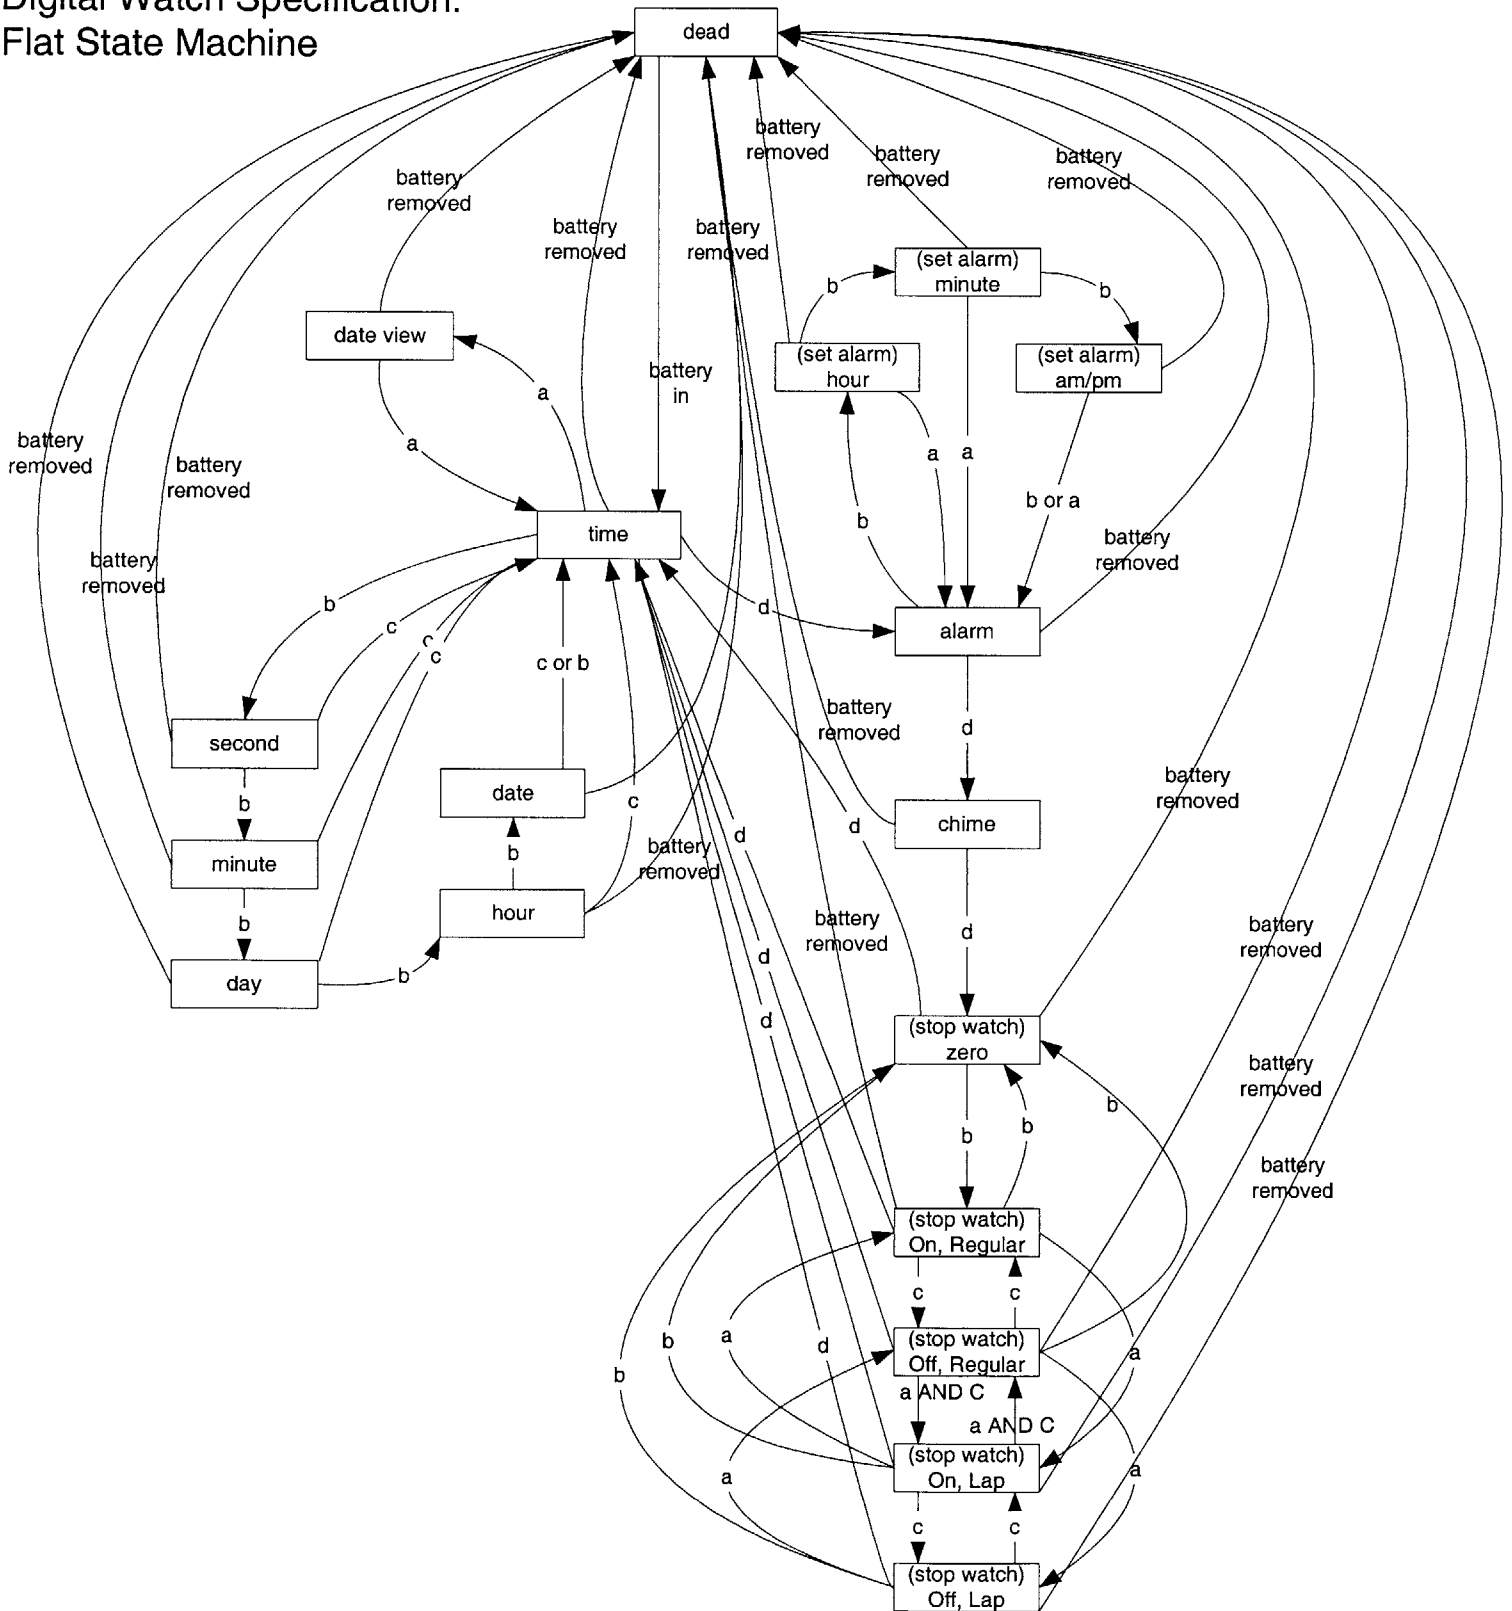 Digital Watch Specification:
Flat State Machine
dead
battery
removed
battery
removed
battery
removed
battery
removed
battery
removed
battery
removed
battery
removed
(set alarm)
minute
b
b
date view
(set alarm)
hour
(set alarm)
am/pm
battery
in
a
a
a
a
battery
removed
battery
removed
b or a
b
time
battery
removed
battery
removed
b
d
c
c
c
c or b
alarm
battery
removed
d
second
battery
removed
b
date
c
d
d
chime
minute
b
battery
removed
b
hour
day
b
d
battery
removed
d
d
battery
removed
(stop watch)
zero
battery
removed
b
b
b
battery
removed
(stop watch)
On, Regular
c
c
a
b
d
b
a
(stop watch)
Off, Regular
a AND C
a AND C
(stop watch)
On, Lap
a
a
c
c
(stop watch)
Off, Lap